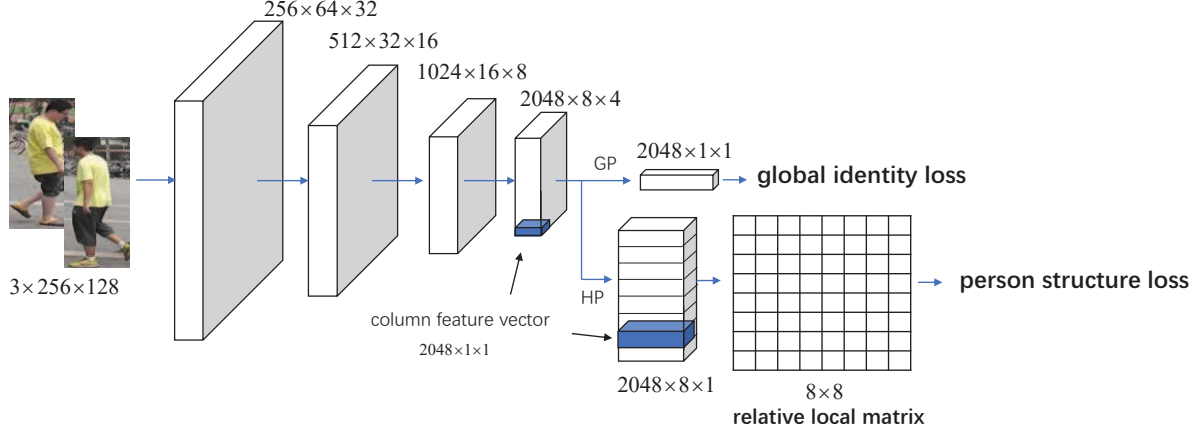 256×64×32
512×32×16
1024×16×8
2048×8×4
GP
2048×1×1
global identity loss
3×256×128
HP
person structure loss
column feature vector
2048×1×1
2048×8×1
8×8
relative local matrix